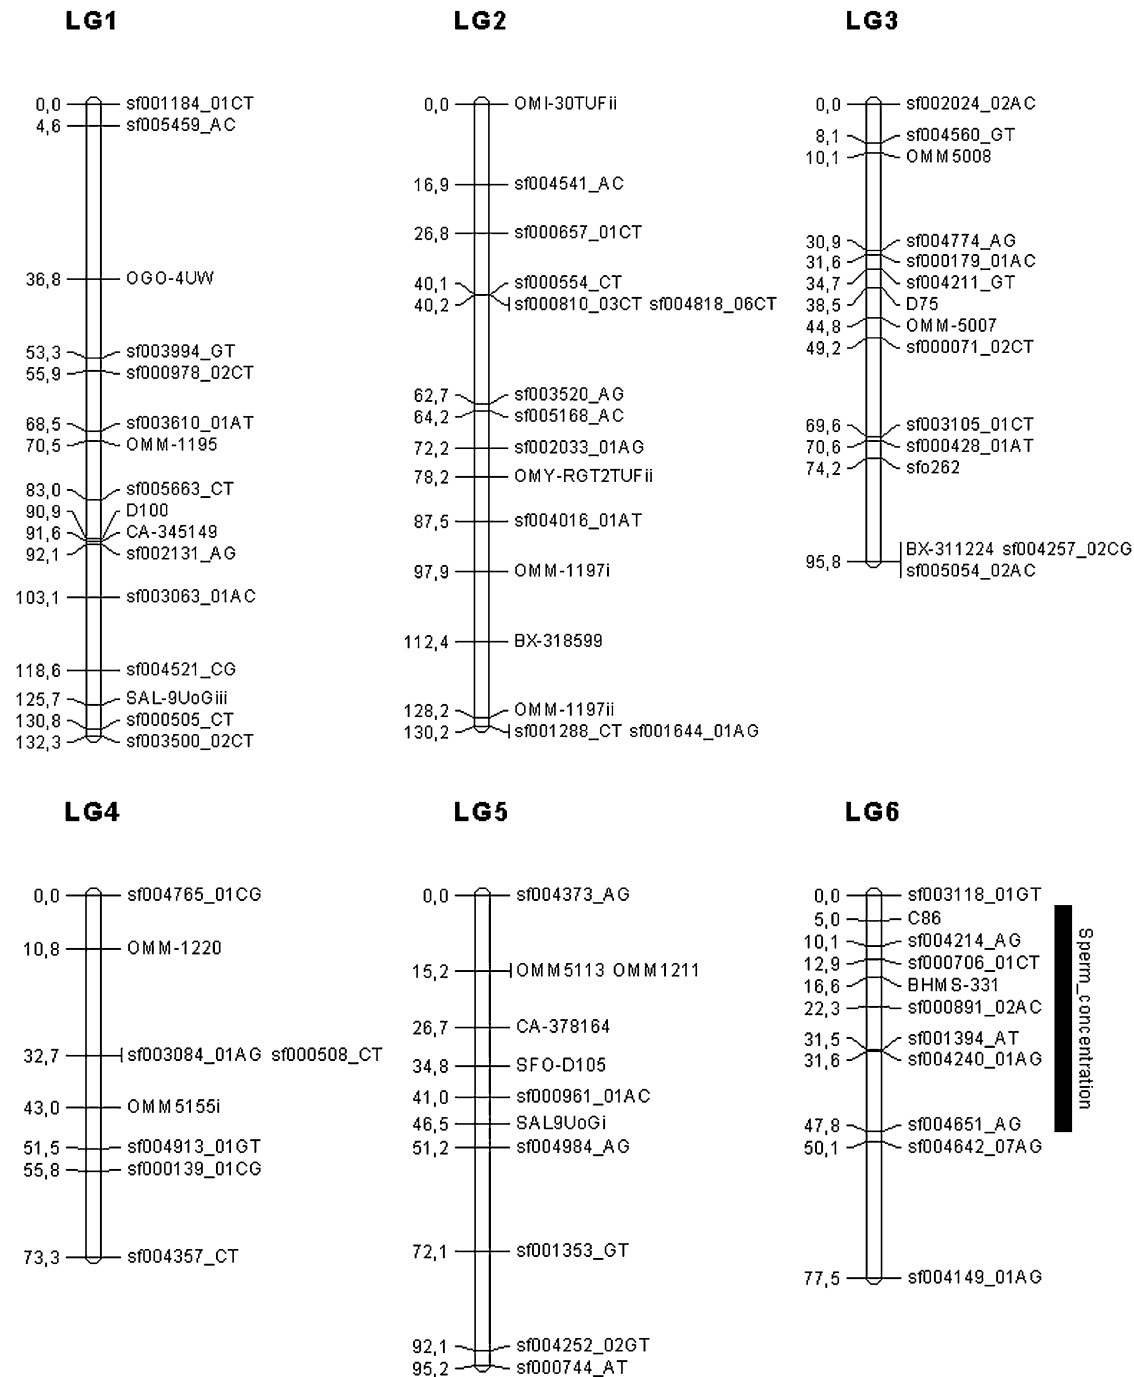 LG1
0,0 sf001184_01CT
4,6 sf005459_AC
36,8 OGO-4UW
53,3 sf003994_GT
55,9 sf000978_02CT
68,5 sf003610_01AT
70,5 OMM-1195
83,0 sf005663_CT
90,9 D100
91,6 CA-345149
92,1 sf002131_AG
103,1 sf003063_01AC
118,6 sf004521_CG
125,7 SAL-9UoGiii
130,8 sf000505_CT
132,3 sf003500_02CT
LG2
0,0 OMI-30TUFii
16,9 sf004541_AC
26,8 sf000657_01CT
40,1 sf000554_CT
40,2 sf000810_03CT sf004818_06CT
62,7 sf003520_AG
64,2 sf005168_AC
72,2 sf002033_01AG
78,2 OMY-RGT2TUFii
87,5 sf004016_01AT
97,9 OMM-1197i
112,4 BX-318599
128,2 OMM-1197ii
130,2 sf001288_CT sf001644_01AG
LG3
0,0 sf002024_02AC
8,1 sf004560_GT
10,1 OMM5008
30,9 sf004774_AG
31,6 sf000179_01AC
34,7 sf004211_GT
38,5 D75
44,8 OMM-5007
49,2 sf000071_02CT
69,6 sf003105_01CT
70,6 sf000428_01AT
74,2 sfo262
95,8 BX-311224 sf004257_02CG
sf005054_02AC
LG4
0,0 sf004765_01CG
10,8 OMM-1220
32,7 sf003084_01AG sf000508_CT
43,0 OMM5155i
51,5 sf004913_01GT
55,8 sf000139_01CG
73,3 sf004357_CT
LG5
0,0 sf004373_AG
15,2 OMM5113 OMM1211
26,7 CA-378164
34,8 SFO-D105
41,0 sf000961_01AC
46,5 SAL9UoGi
51,2 sf004984_AG
72,1 sf001353_GT
92,1 sf004252_02GT
95,2 sf000744_AT
LG6
0,0 sf003118_01GT
5,0 C86
10,1 sf004214_AG
12,9 sf000706_01CT
16,6 BHMS-331
22,3 sf000891_02AC
31,5 sf001394_AT
31,6 sf004240_01AG
47,8 sf004651_AG
50,1 sf004642_07AG
77,5 sf004149_01AG
Sperm_concentration